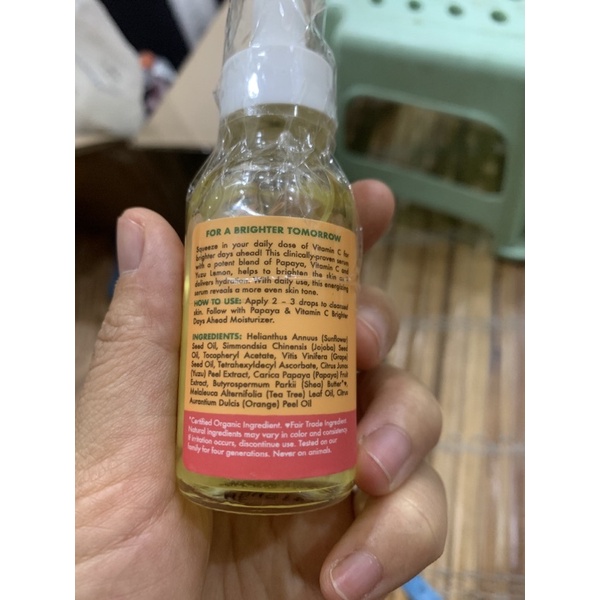 FOR A BRIGHTER TOMORROW
Squeeze in your daily dose of Vitamin C for
brighter days ahead! This clinically-proven serum
with a potent blend of Papaya, Vitamin C and
Yuzu Lemon, helps to brighten the skin
delivers hydration. With daily use, this energizing
serum reveals a more even skin tone.
HOW TO USE: Apply 2 – 3 drops to cleansed
skin. Follow with Papaya & Vitamin C Brighter
Days Ahead Moisturizer.
INGREDIENTS: Helianthus Annuus (Sunflower)
Seed Oil, Simmondsia Chinensis (Jojoba) Seed
Oil, Tocopheryl Acetate, Vitis Vinifera (Grape)
Seed Oil, Tetrahexyldecyl Ascorbate, Citrus Junos
(Yuzu) Peel Extract, Carica Papaya (Papaya) Fruit
Extract, Butyrospermum Parkii (Shea) Butter*♥,
Melaleuca Alternifolia (Tea Tree) Leaf Oil, Citrus
Aurantium Dulcis (Orange) Peel Oil
*Certified Organic Ingredient. ♥Fair Trade Ingredient
Natural ingredients may vary in color and consistency.
If irritation occurs, discontinue use. Tested on our
family for four generations. Never on animals.